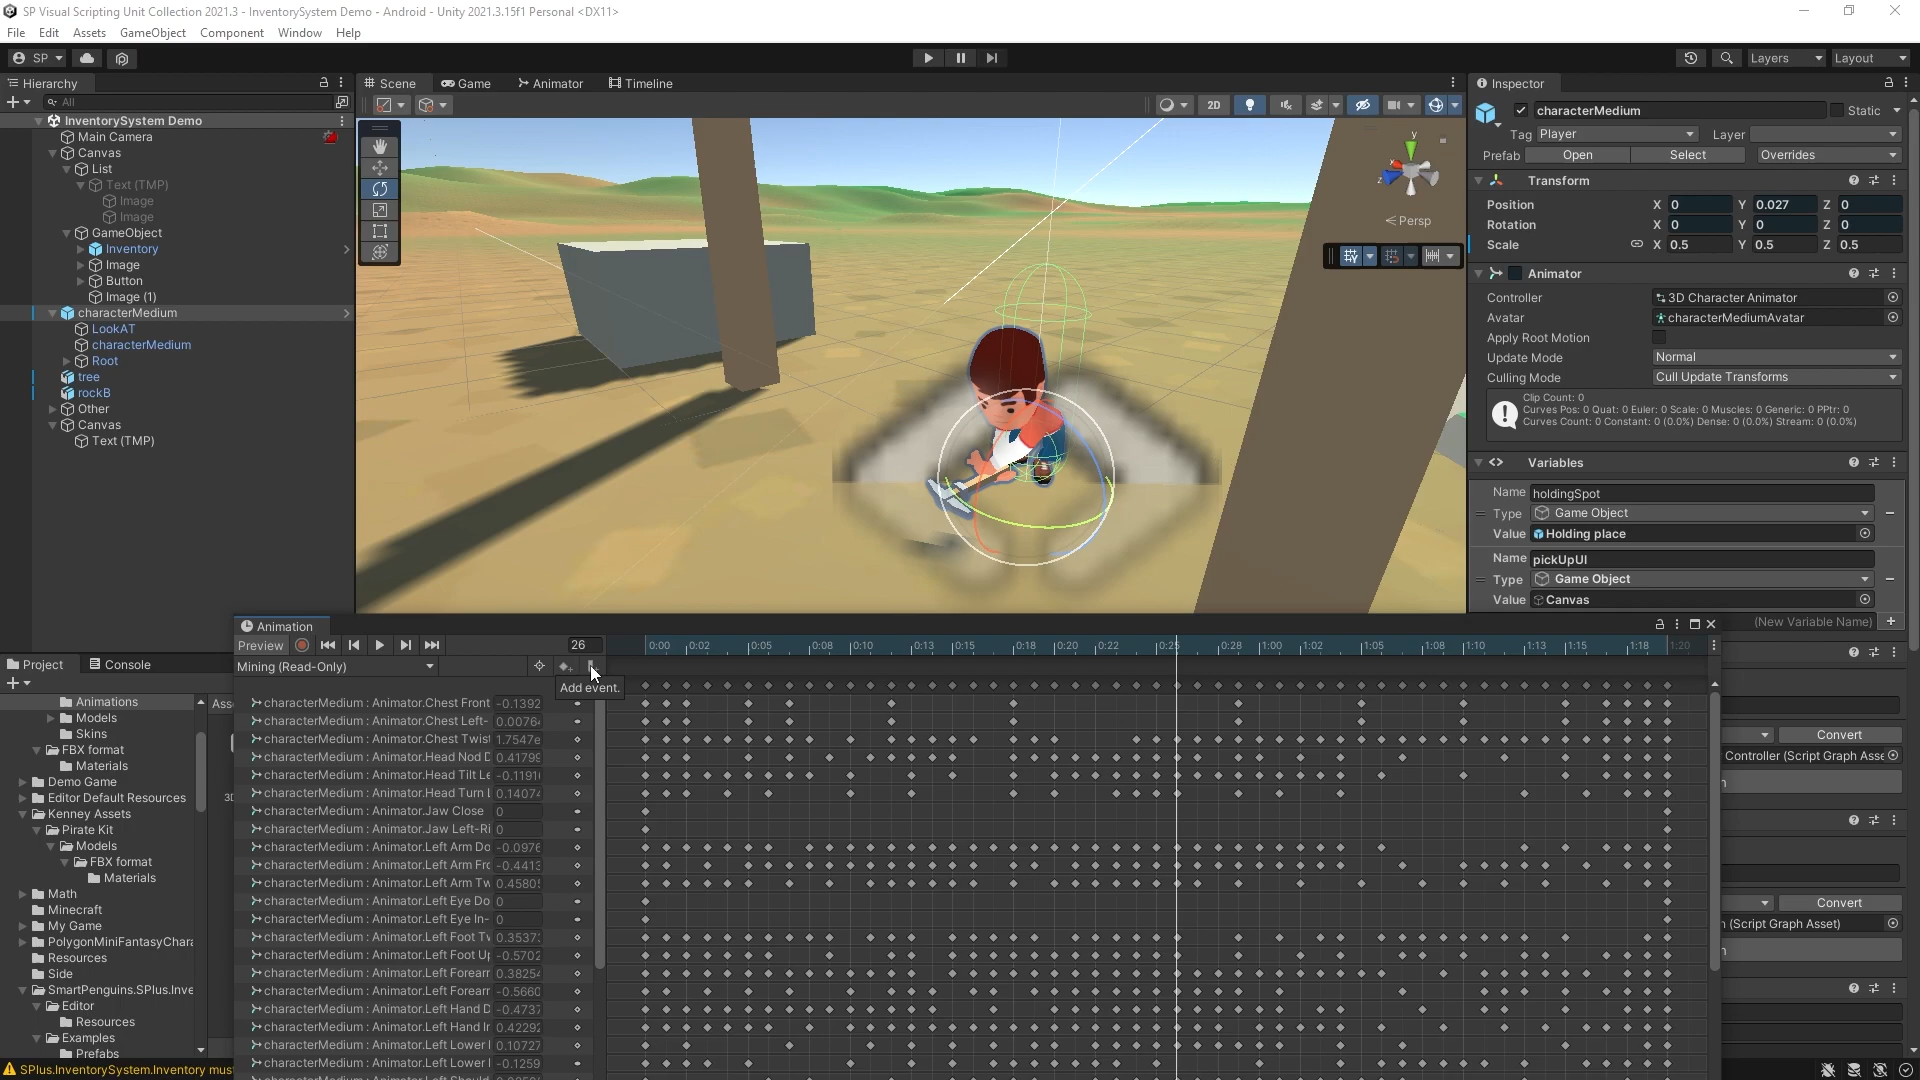 SP Visual Scripting Unit Collection 2021.3 - InventorySystem Demo - Android - Unity 2021.3.15f1 Personal <DX11>
File Edit Assets GameObject Component Window Help
SP
Layers
Layout
Hierarchy
All
InventorySystem Demo
Main Camera
Canvas
List
Text (TMP)
Image
Image
GameObject
Inventory
Image
Button
Image (1)
characterMedium
LookAT
characterMedium
Root
tree
rockB
Other
Canvas
Text (TMP)
Scene Game Animator Timeline
2D
y
x
z
Persp
Inspector
characterMedium
Static
Tag Player Layer
Prefab Open Select Overrides
Transform
Position X 0 Y 0.027 Z 0
Rotation X 0 Y 0 Z 0
Scale X 0.5 Y 0.5 Z 0.5
Animator
Controller 3D Character Animator
Avatar characterMediumAvatar
Apply Root Motion
Update Mode Normal
Culling Mode Cull Update Transforms
Clip Count: 0
Curves Pos: 0 Quat: 0 Euler: 0 Scale: 0 Muscles: 0 Generic: 0 PPtr: 0
Curves Count: 0 Constant: 0 (0.0%) Dense: 0 (0.0%) Stream: 0 (0.0%)
Variables
Name holdingSpot
Type Game Object
Value Holding place
Name pickUpUI
Type Game Object
Value Canvas
(New Variable Name)
Convert
Controller (Script Graph Asse
Convert
(Script Graph Asset)
Animation
Preview 26
0:00 0:02 0:05 0:08 0:10 0:13 0:15 0:18 0:20 0:22 0:25 0:28 1:00 1:02 1:05 1:08 1:10 1:13 1:15 1:18 1:20
Mining (Read-Only)
Add event.
characterMedium : Animator.Chest Front -0.1392
characterMedium : Animator.Chest Left- 0.0076
characterMedium : Animator.Chest Twis 1.7547e
characterMedium : Animator.Head Nod D 0.41799
characterMedium : Animator.Head Tilt Le -0.1191
characterMedium : Animator.Head Turn L 0.14074
characterMedium : Animator.Jaw Close 0
characterMedium : Animator.Jaw Left-Ri 0
characterMedium : Animator.Left Arm Do -0.0976
characterMedium : Animator.Left Arm Fro -0.4413
characterMedium : Animator.Left Arm Tw 0.4580
characterMedium : Animator.Left Eye Do 0
characterMedium : Animator.Left Eye In- 0
characterMedium : Animator.Left Foot Tw 0.3537
characterMedium : Animator.Left Foot Up -0.5702
characterMedium : Animator.Left Forearr 0.38254
characterMedium : Animator.Left Forearr -0.5660
characterMedium : Animator.Left Hand D -0.4737
characterMedium : Animator.Left Hand Ir 0.42292
characterMedium : Animator.Left Lower 0.10727
characterMedium : Animator.Left Lower -0.1259
Project Console
Animations
Models
Skins
FBX format
Materials
Demo Game
Editor Default Resources
Kenney Assets
Pirate Kit
Models
FBX format
Materials
Math
Minecraft
My Game
PolygonMiniFantasyChara
Resources
Side
SmartPenguins.SPlus.Inve
Editor
Resources
Examples
Prefabs
Ass
3D
SPlus.InventorySystem.Inventory must